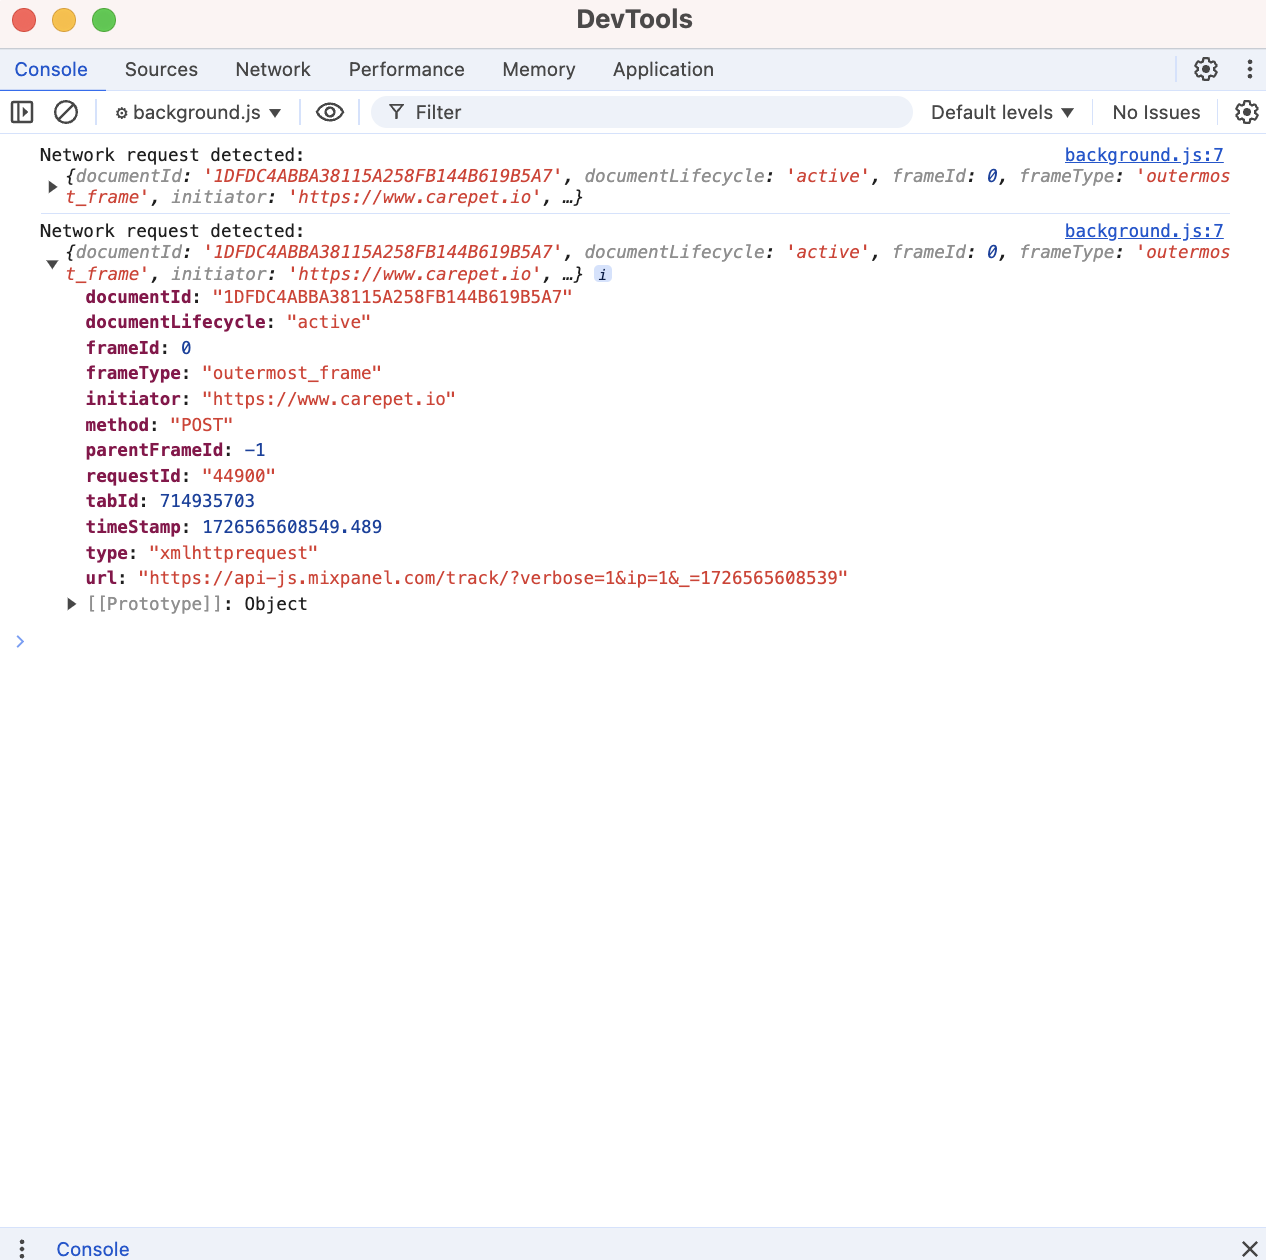 DevTools
Console Sources Network Performance Memory Application
background.js Filter Default levels No Issues
Network request detected: background.js:7
{documentId: '1DFDC4ABBA38115A258FB144B619B5A7', documentLifecycle: 'active', frameId: 0, frameType: 'outermos
t_frame', initiator: 'https://www.carepet.io', …}
Network request detected: background.js:7
{documentId: '1DFDC4ABBA38115A258FB144B619B5A7', documentLifecycle: 'active', frameId: 0, frameType: 'outermos
t_frame', initiator: 'https://www.carepet.io', …} i
documentId: "1DFDC4ABBA38115A258FB144B619B5A7"
documentLifecycle: "active"
frameId: 0
frameType: "outermost_frame"
initiator: "https://www.carepet.io"
method: "POST"
parentFrameId: -1
requestId: "44900"
tabId: 714935703
timeStamp: 1726565608549.489
type: "xmlhttprequest"
url: "https://api-js.mixpanel.com/track/?verbose=1&ip=1&_=1726565608539"
[[Prototype]]: Object
Console